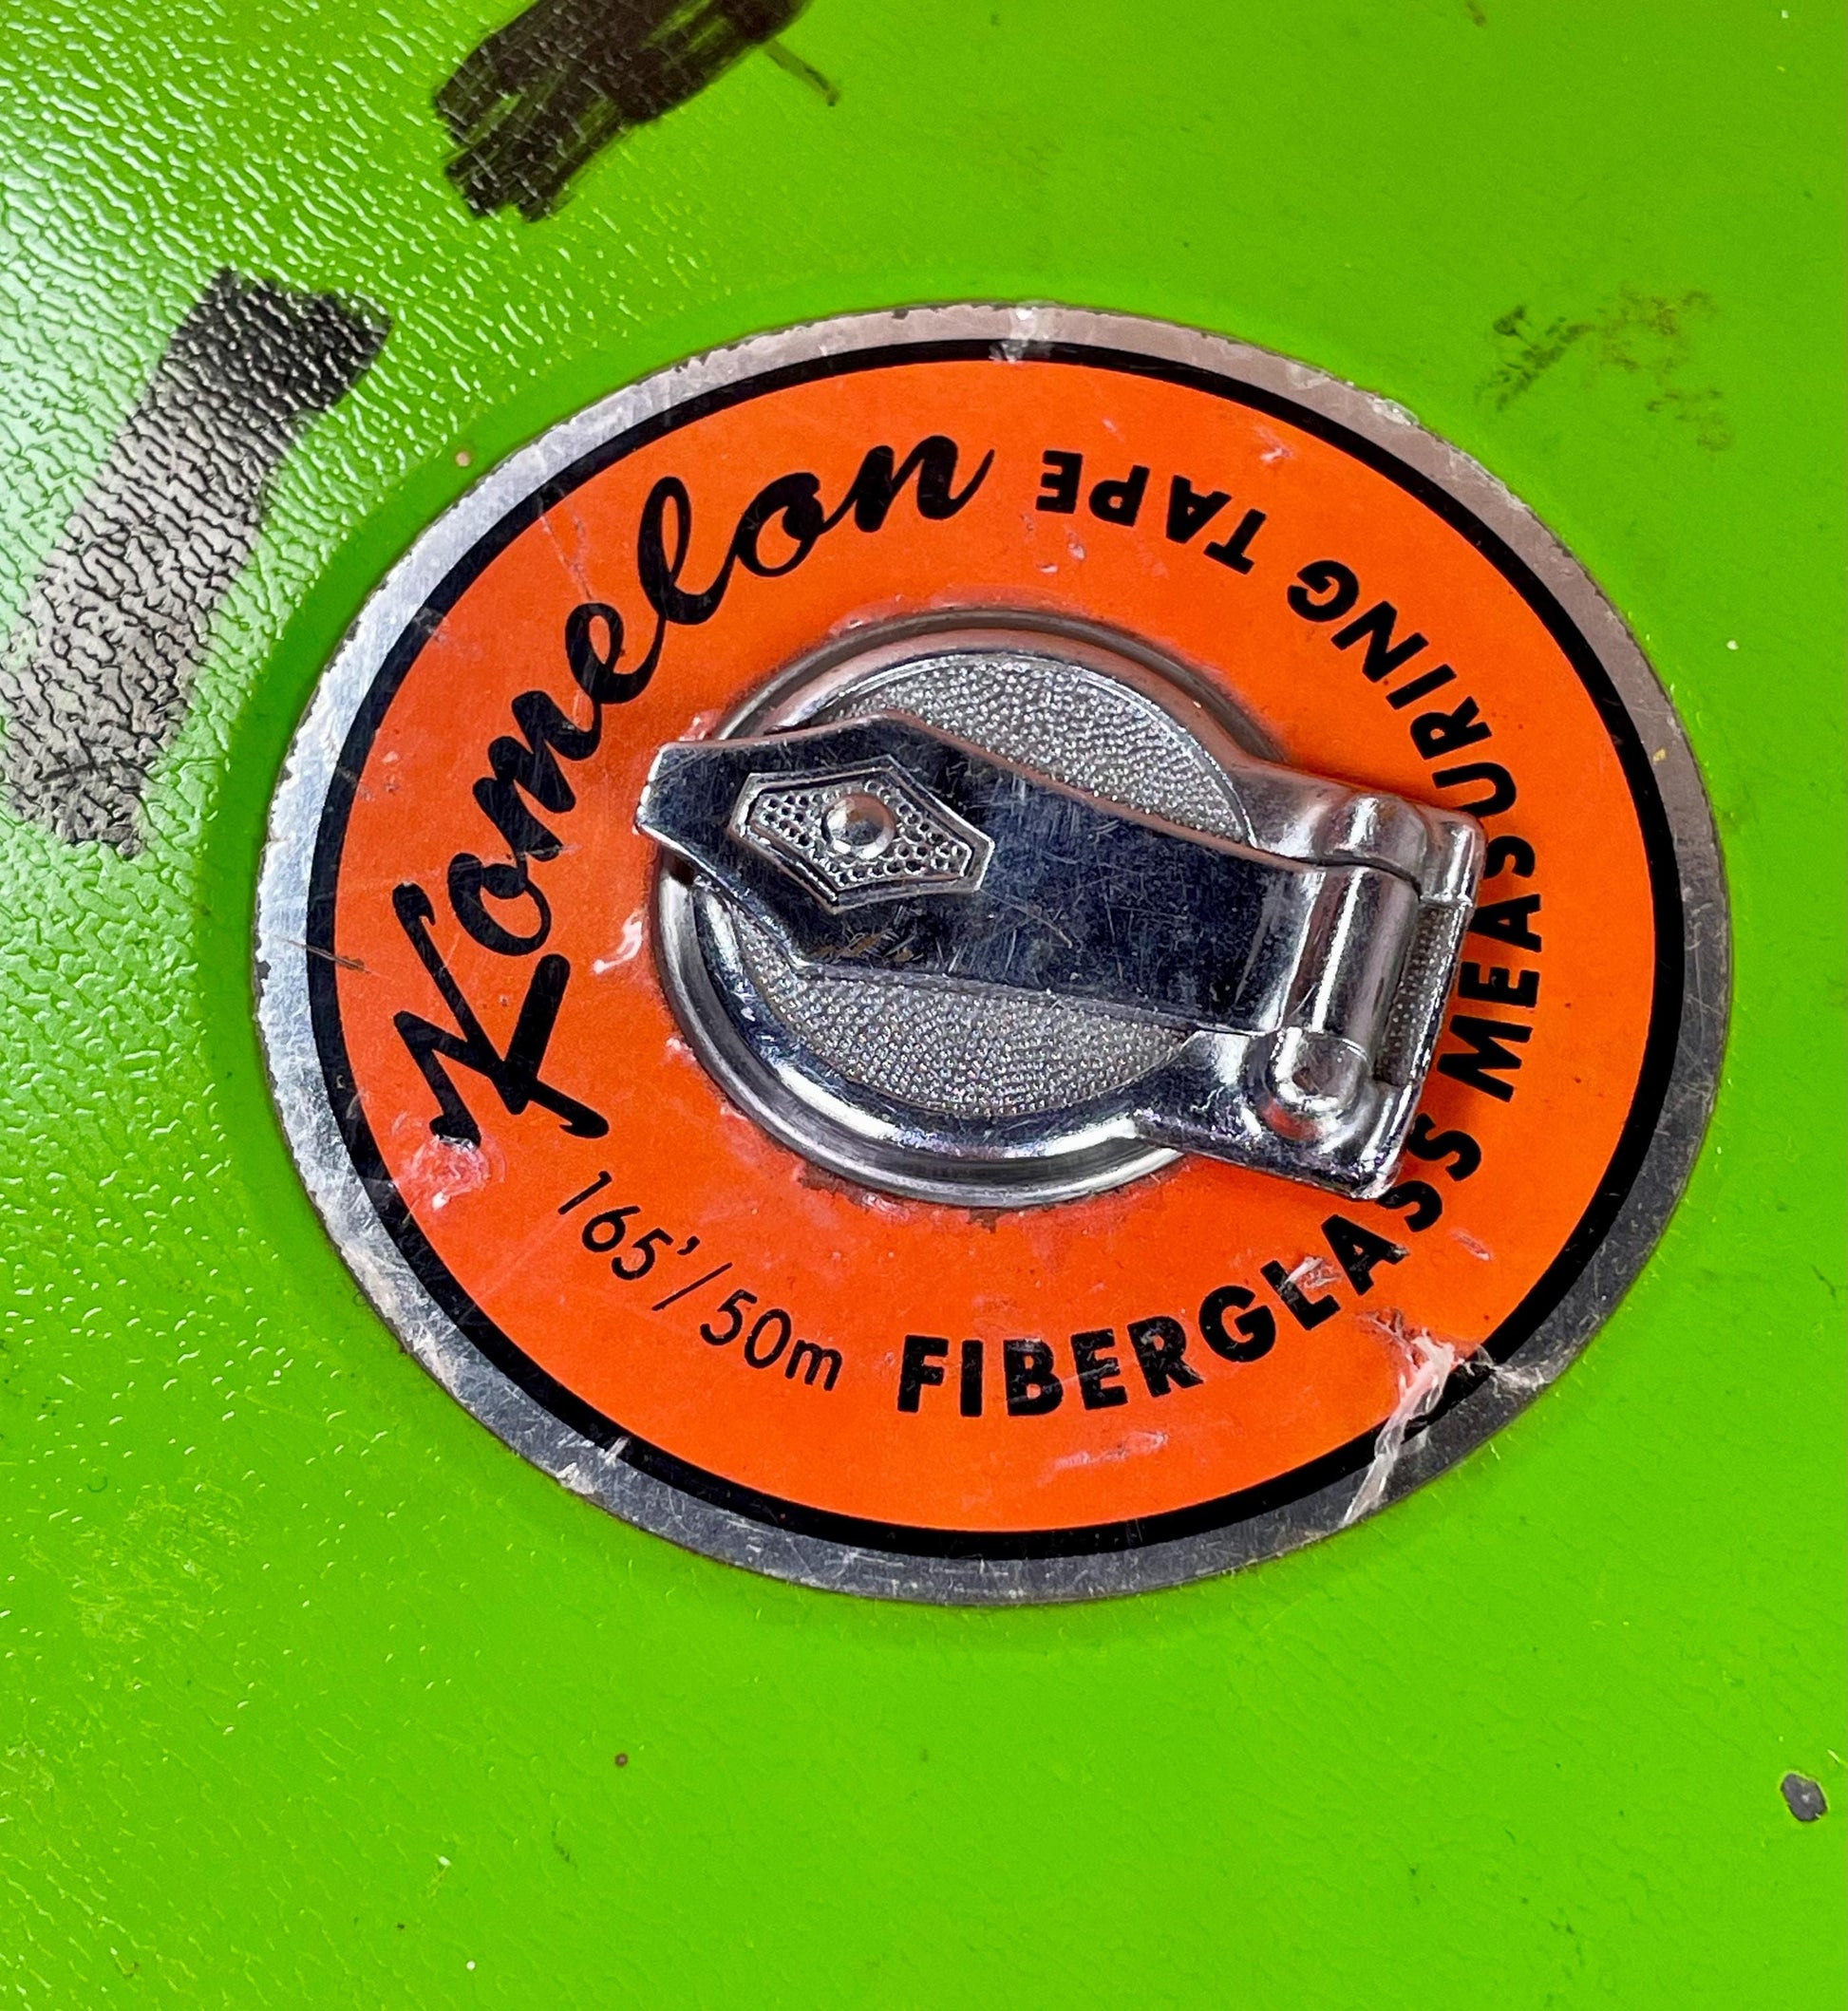 Komelon
165'/50m
FIBERGLASS MEASURING TAPE